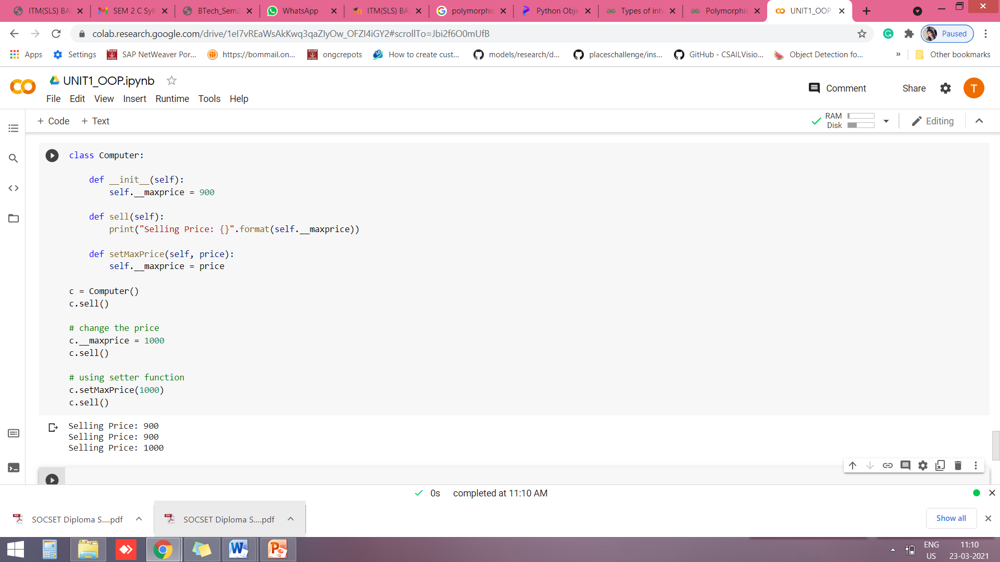 ITM(SLS) BA
SEM 2 C Syll
BTech_Sem2
WhatsApp
ITM(SLS) BA
polymorphis
Python Obje
Types of inh
Polymorphis
UNIT1_OOP.
colab.research.google.com/drive/1eI7vREaWsAkKwq3qaZIyOw_OFZI4iGY2#scrollTo=Jbi2f6O0mUfB
Paused
Apps
Settings
SAP NetWeaver Por...
https://bommail.on...
ongcrepots
How to create cust...
models/research/d...
placeschallenge/ins...
GitHub - CSAILVisio...
Object Detection fo...
»
Other bookmarks
UNIT1_OOP.ipynb
Comment
Share
T
File Edit View Insert Runtime Tools Help
+ Code + Text
RAM
Disk
Editing
class Computer:
def __init__(self):
self.__maxprice = 900
def sell(self):
print("Selling Price: {}".format(self.__maxprice))
def setMaxPrice(self, price):
self.__maxprice = price
c = Computer()
c.sell()
# change the price
c.__maxprice = 1000
c.sell()
# using setter function
c.setMaxPrice(1000)
c.sell()
Selling Price: 900
Selling Price: 900
Selling Price: 1000
0s completed at 11:10 AM
SOCSET Diploma S....pdf
SOCSET Diploma S....pdf
Show all
ENG
US
11:10
23-03-2021